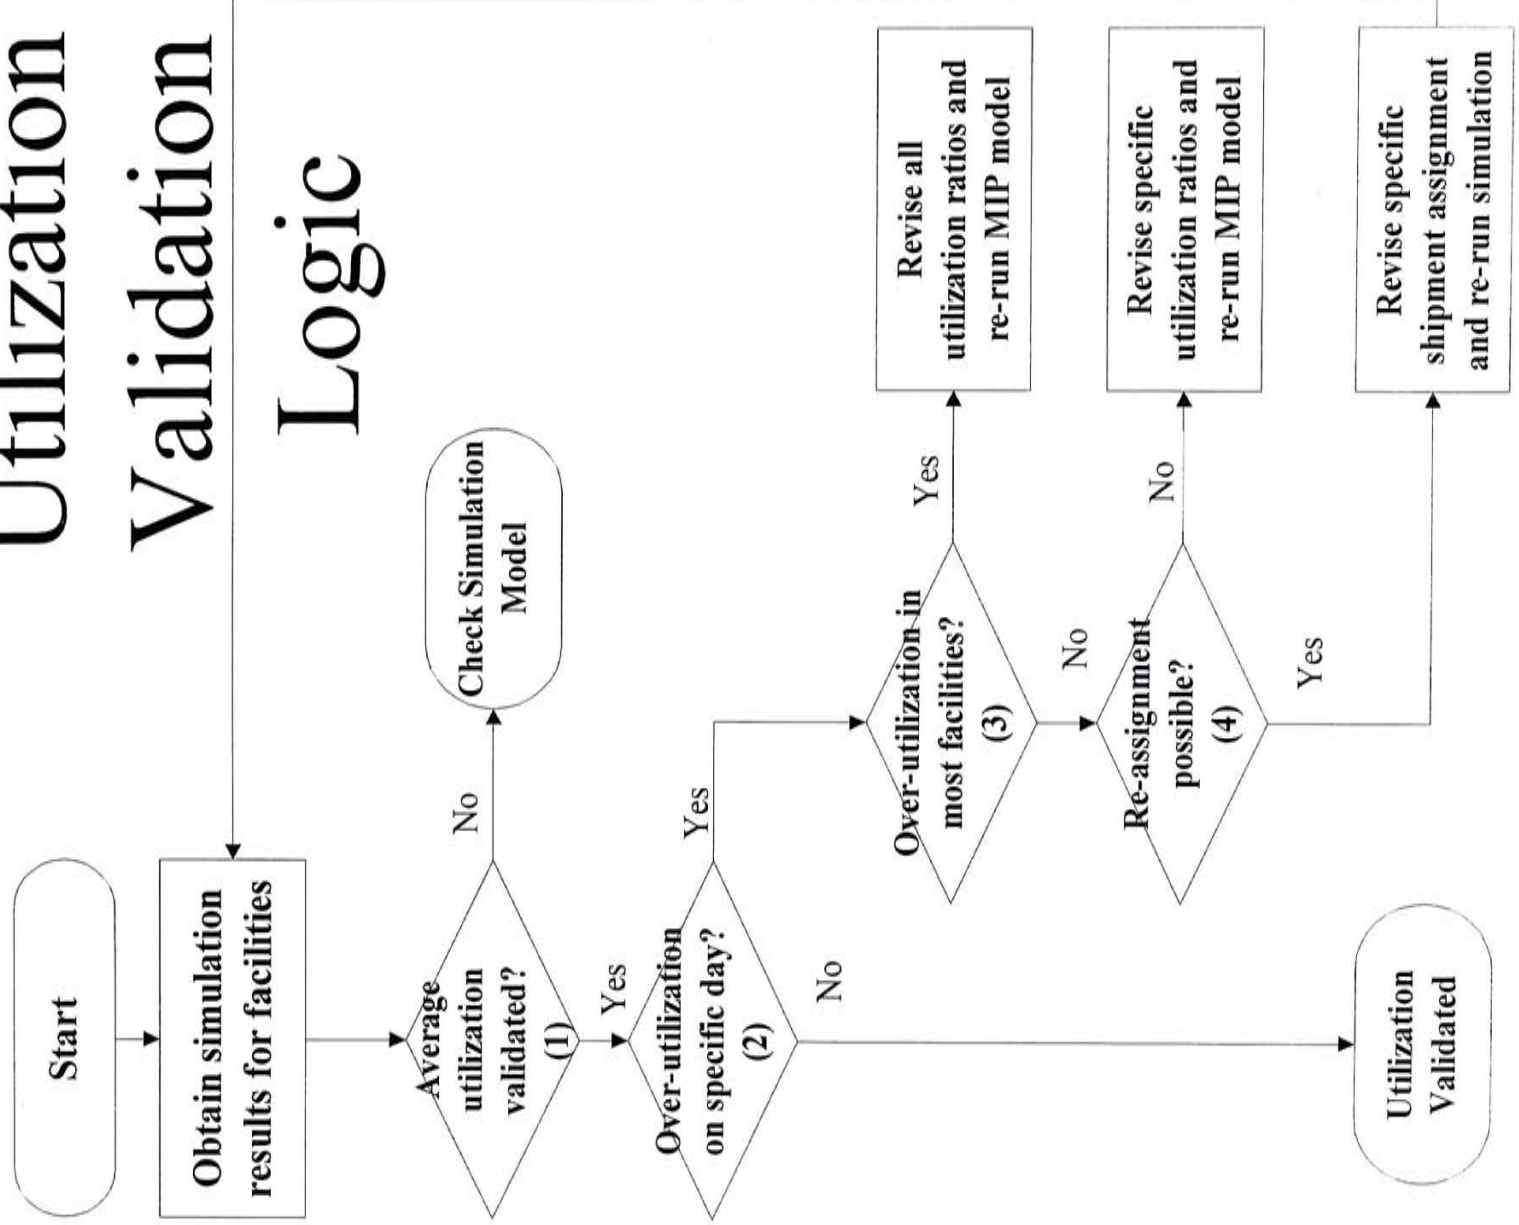 Utilization
Validation
Logic
Start
Obtain simulation
results for facilities
Average
utilization
validated?
(1)
No
Check Simulation
Model
Yes
Over-utilization
on specific day?
(2)
Yes
No
Over-utilization in
most facilities?
(3)
Yes
Revise all
utilization ratios and
re-run MIP model
No
Re-assignment
possible?
(4)
No
Revise specific
utilization ratios and
re-run MIP model
Yes
Revise specific
shipment assignment
and re-run simulation
Utilization
Validated